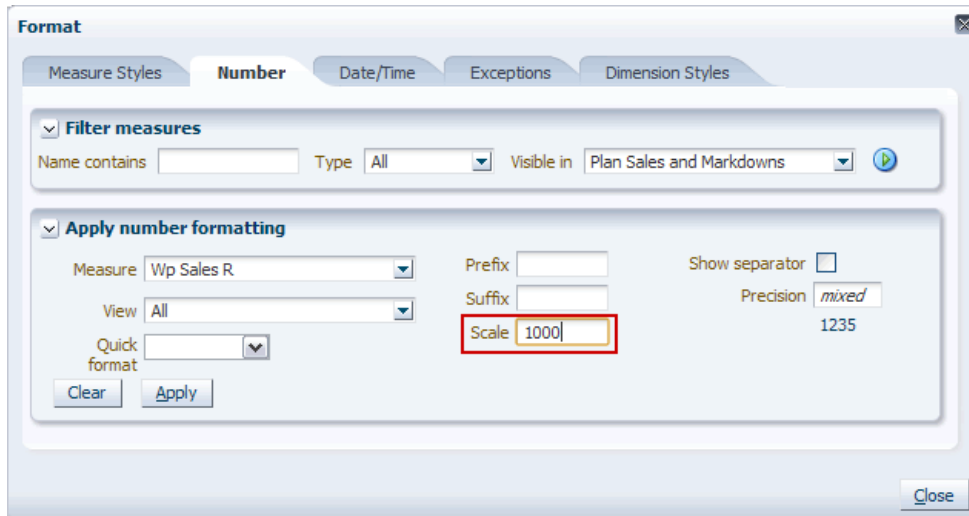 Format
Measure Styles Number Date/Time Exceptions Dimension Styles
Filter measures
Name contains Type All Visible in Plan Sales and Markdowns
Apply number formatting
Measure Wp Sales R Prefix Show separator
View All Suffix Precision mixed
Scale 1000 1235
Quick
format
Clear Apply
Close